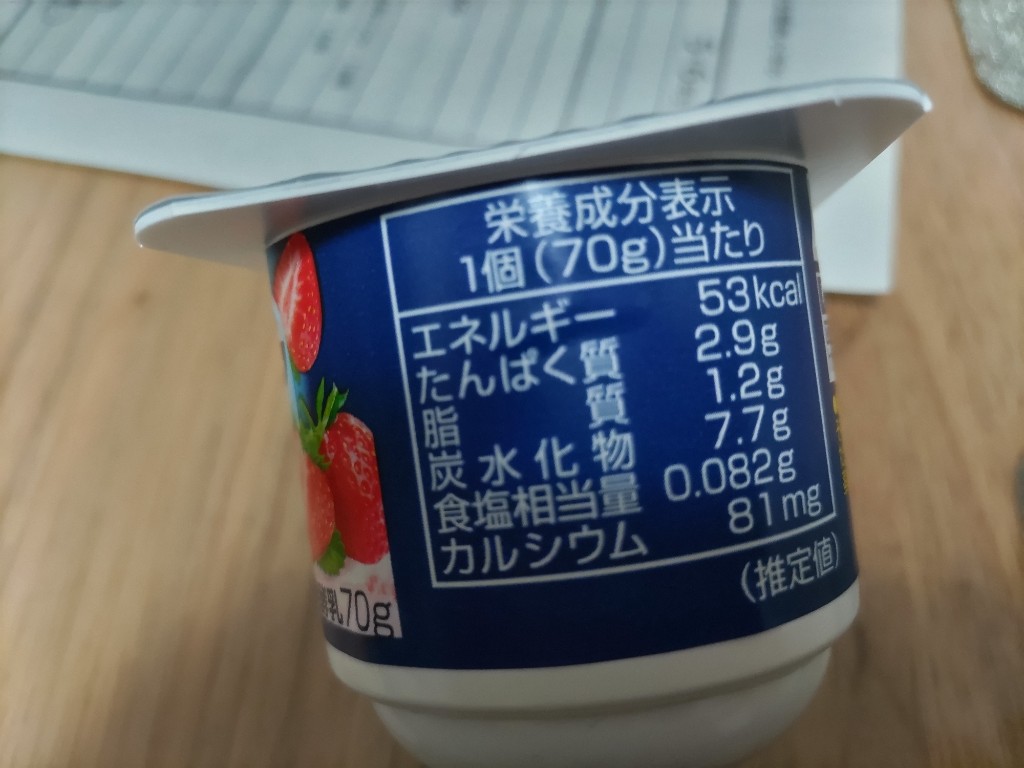 栄養成分表示
1個(70g)当たり
エネルギー 53kcal
たんぱく質 2.9g
脂質 1.2g
炭水化物 7.7g
食塩相当量 0.082g
カルシウム 81mg
(推定値)
乳70g